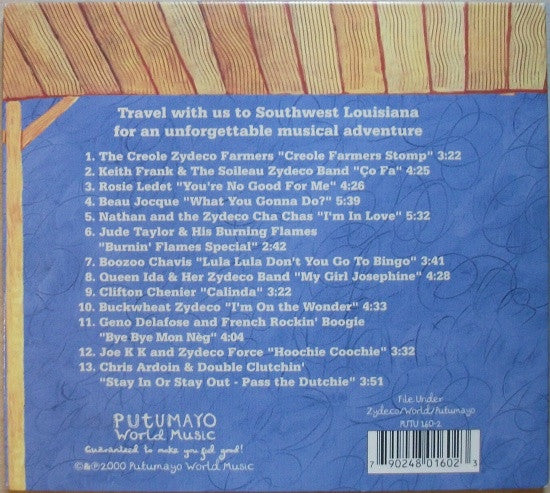 Travel with us to Southwest Louisiana
for an unforgettable musical adventure
1. The Creole Zydeco Farmers "Creole Farmers Stomp" 3:22
2. Keith Frank & The Soileau Zydeco Band "Ço Fa" 4:25
3. Rosie Ledet "You're No Good For Me" 4:26
4. Beau Jocque "What You Gonna Do?" 5:39
5. Nathan and the Zydeco Cha Chas "I'm In Love" 5:32
6. Jude Taylor & His Burning Flames
"Burnin' Flames Special" 2:42
7. Boozoo Chavis "Lula Lula Don't You Go To Bingo" 3:41
8. Queen Ida & Her Zydeco Band "My Girl Josephine" 4:28
9. Clifton Chenier "Calinda" 3:22
10. Buckwheat Zydeco "I'm On the Wonder" 4:33
11. Geno Delafose and French Rockin' Boogie
"Bye Bye Mon Nèg" 4:04
12. Joe K K and Zydeco Force "Hoochie Coochie" 3:32
13. Chris Ardoin & Double Clutchin'
"Stay In Or Stay Out - Pass the Dutchie" 3:51
PUTUMAYO
World Music
Guaranteed to make you feel good!
©&℗2000 Putumayo World Music
File Under
Zydeco/World/Putumayo
PUTU 160-2
7 90248 01602 3